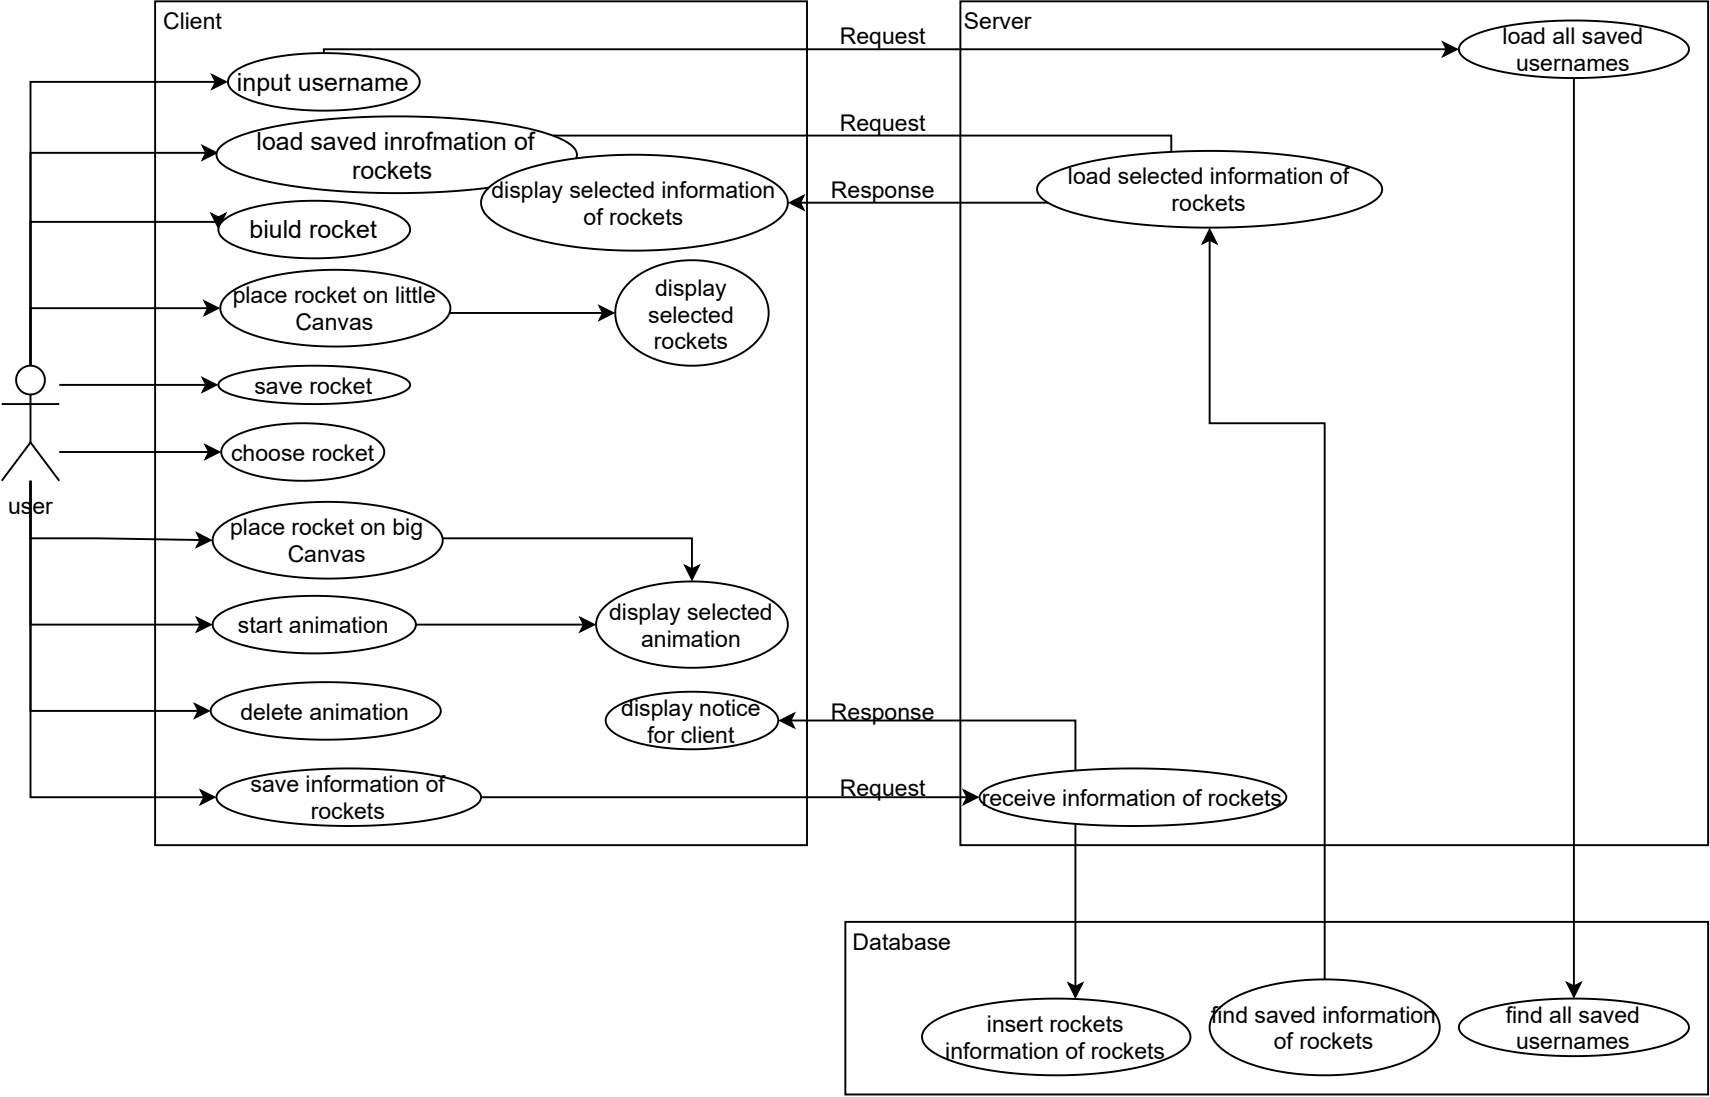 Client
Server
Request
load all saved
usernames
input username
Request
load saved inrofmation of
rockets
display selected information
of rockets
Response
load selected information of
rockets
biuld rocket
place rocket on little
Canvas
display
selected
rockets
save rocket
choose rocket
user
place rocket on big
Canvas
start animation
display selected
animation
delete animation
display notice
for client
Response
save information of
rockets
Request
receive information of rockets
Database
insert rockets
information of rockets
find saved information
of rockets
find all saved
usernames